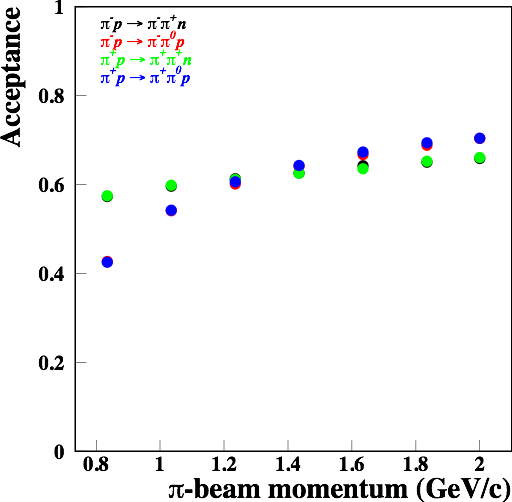 π⁻p → π⁻π⁺n
π⁻p → π⁻π⁰p
π⁺p → π⁺π⁺n
π⁺p → π⁺π⁰p
Acceptance
1
0.8
0.6
0.4
0.2
0
0.8 1 1.2 1.4 1.6 1.8 2
π-beam momentum (GeV/c)